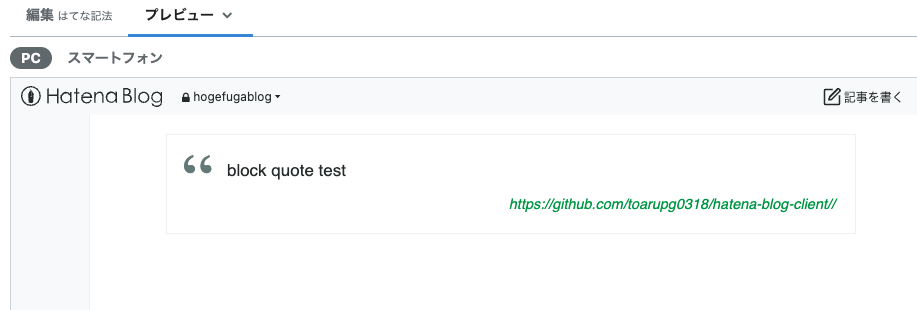 編集 はてな記法 プレビュー
PC スマートフォン
Hatena Blog hogefugablog 記事を書く
block quote test
https://github.com/toarupg0318/hatena-blog-client//